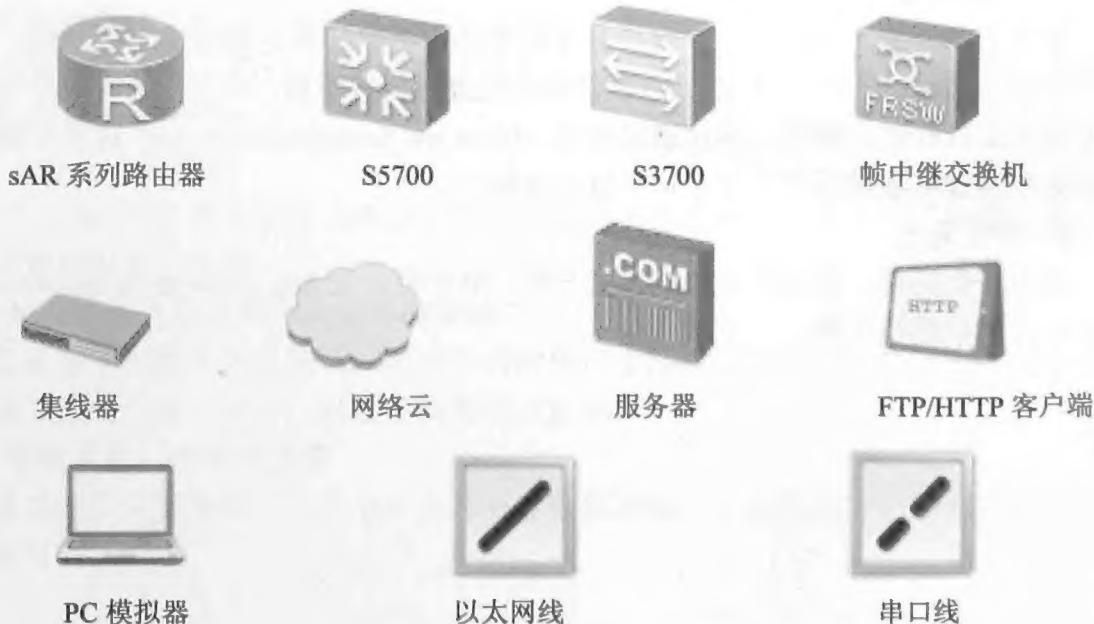 R
FRSW
sAR 系列路由器
S5700
S3700
帧中继交换机
.COM
HTTP
集线器
网络云
服务器
FTP/HTTP 客户端
PC 模拟器
以太网线
串口线